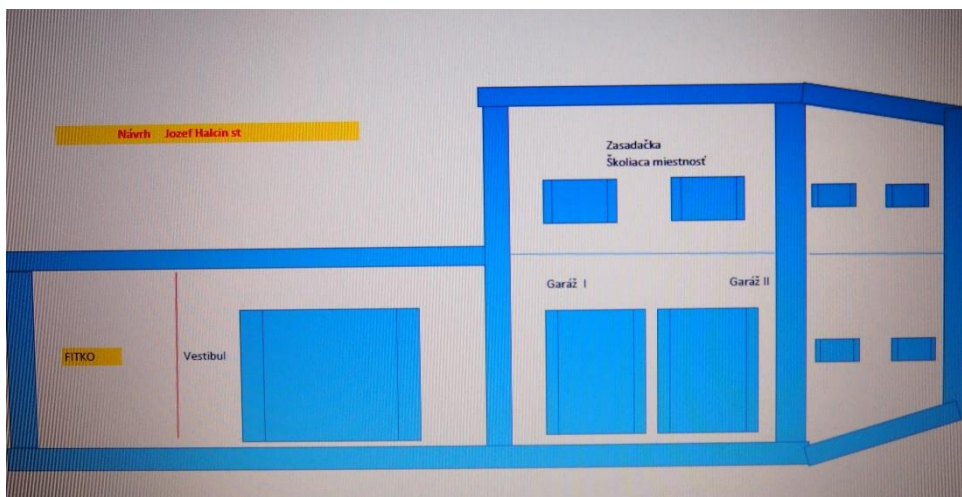 Návrh Jozef Halcin st
Zasadačka
Školiaca miestnosť
Garáž I
Garáž II
FITKO
Vestibul